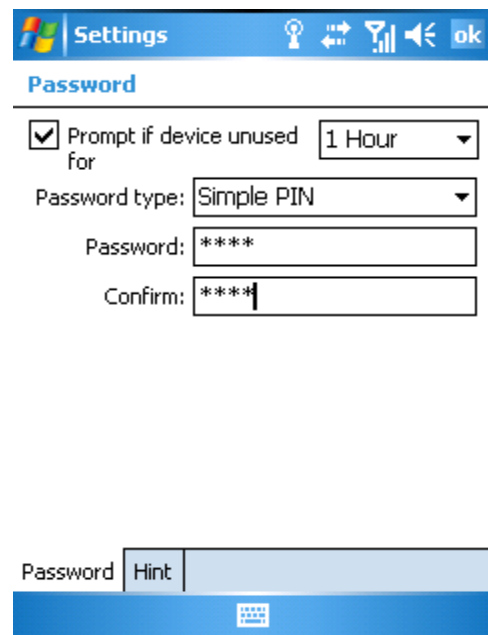 Settings ok
Password
Prompt if device unused for 1 Hour
Password type: Simple PIN
Password: ****
Confirm: ****
Password Hint